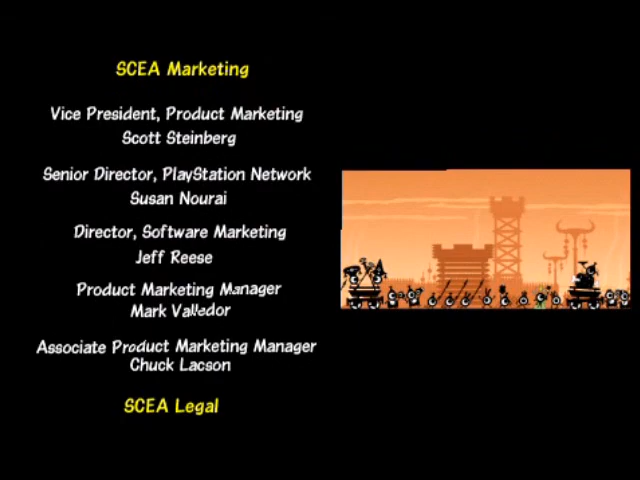 SCEA Marketing
Vice President, Product Marketing
Scott Steinberg
Senior Director, PlayStation Network
Susan Nourai
Director, Software Marketing
Jeff Reese
Product Marketing Manager
Mark Valledor
Associate Product Marketing Manager
Chuck Lacson
SCEA Legal